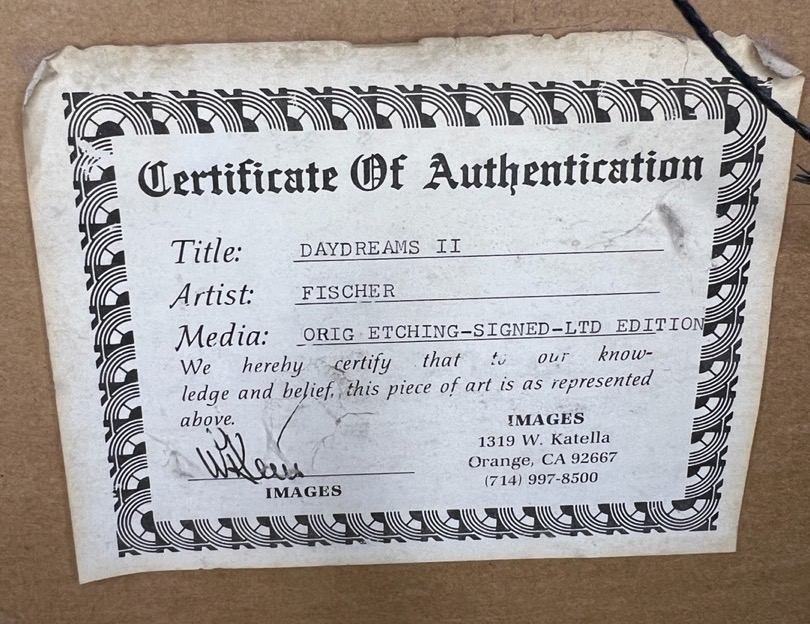 Certificate Of Authentication
Title: DAYDREAMS II
Artist: FISCHER
Media: ORIG ETCHING-SIGNED-LTD EDITION
We hereby certify that to our know-
ledge and belief, this piece of art is as represented
above.
IMAGES
1319 W. Katella
Orange, CA 92667
(714) 997-8500
IMAGES